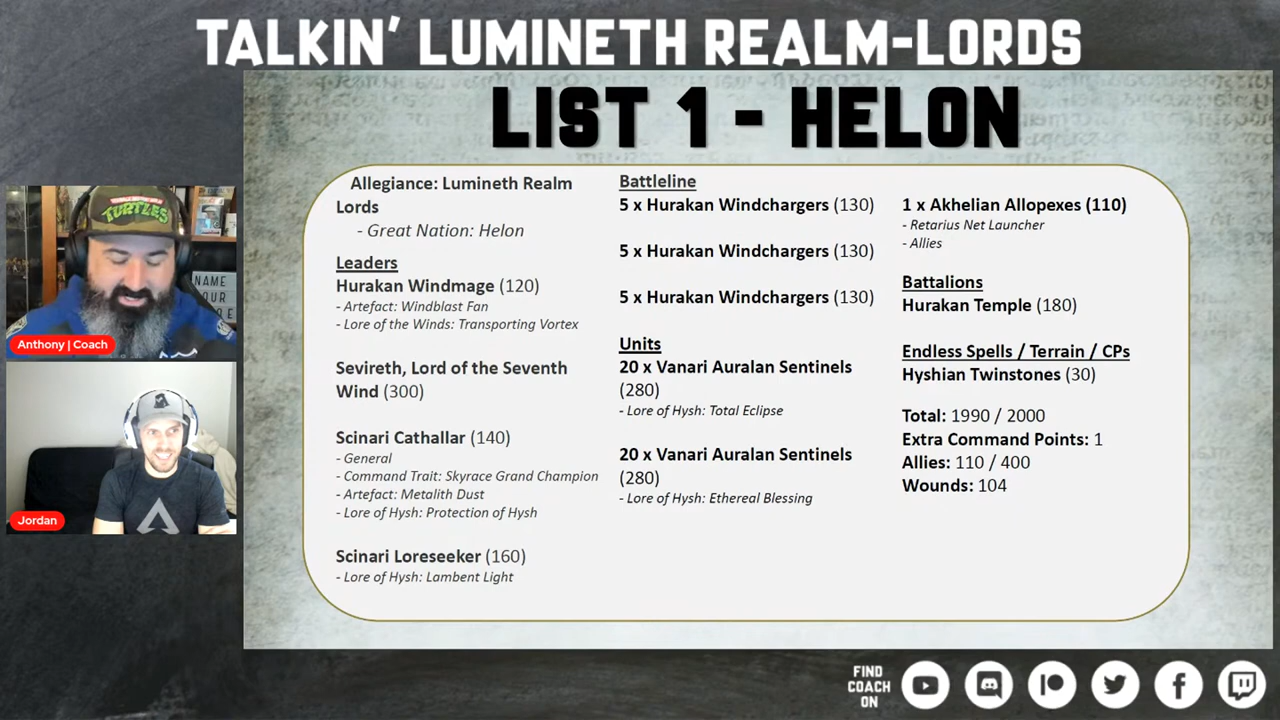 TALKIN' LUMINETH REALM-LORDS
LIST 1 - HELON
Allegiance: Lumineth Realm
Lords
- Great Nation: Helon
Leaders
Hurakan Windmage (120)
- Artefact: Windblast Fan
- Lore of the Winds: Transporting Vortex
Sevireth, Lord of the Seventh
Wind (300)
Scinari Cathallar (140)
- General
- Command Trait: Skyrace Grand Champion
- Artefact: Metalith Dust
- Lore of Hysh: Protection of Hysh
Scinari Loreseeker (160)
- Lore of Hysh: Lambent Light
Battleline
5 x Hurakan Windchargers (130)
5 x Hurakan Windchargers (130)
5 x Hurakan Windchargers (130)
Units
20 x Vanari Auralan Sentinels
(280)
- Lore of Hysh: Total Eclipse
20 x Vanari Auralan Sentinels
(280)
- Lore of Hysh: Ethereal Blessing
1 x Akhelian Allopexes (110)
- Retarius Net Launcher
- Allies
Battalions
Hurakan Temple (180)
Endless Spells / Terrain / CPs
Hyshian Twinstones (30)
Total: 1990 / 2000
Extra Command Points: 1
Allies: 110 / 400
Wounds: 104
TURTLES
NAME
YOUR
Anthony | Coach
Jordan
FIND
COACH
ON